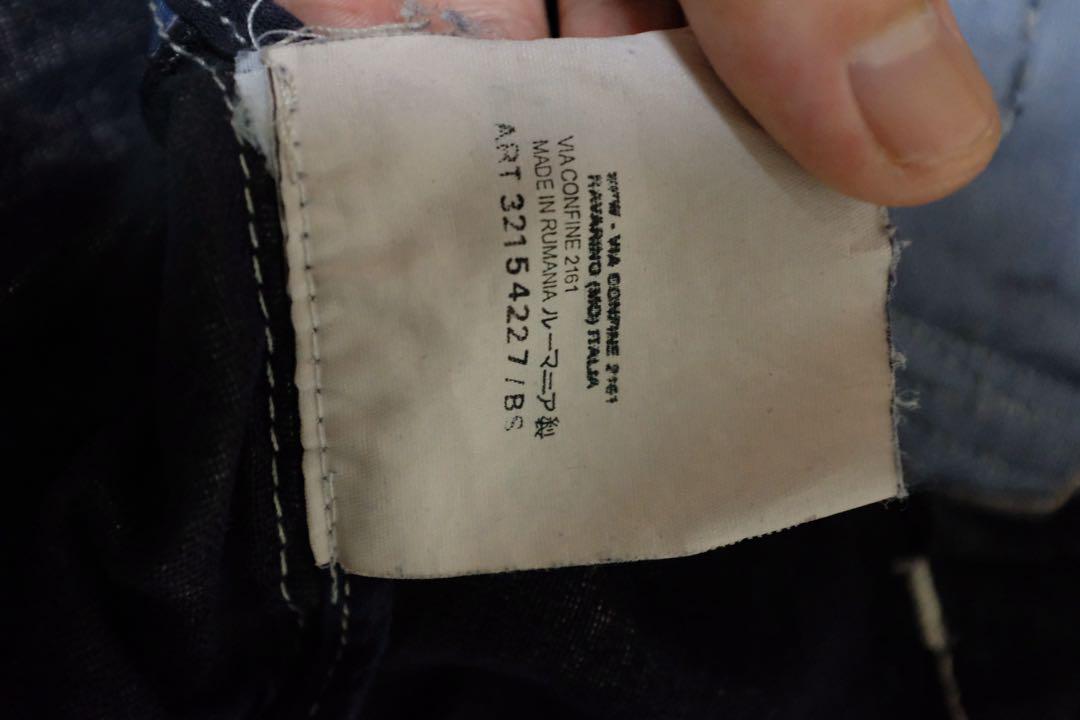 - VIA CONFINE 2161
RAVARINO (MO) ITALIA
VIA CONFINE 2161
MADE IN RUMANIA ルーマニア製
ART 32154227/BS